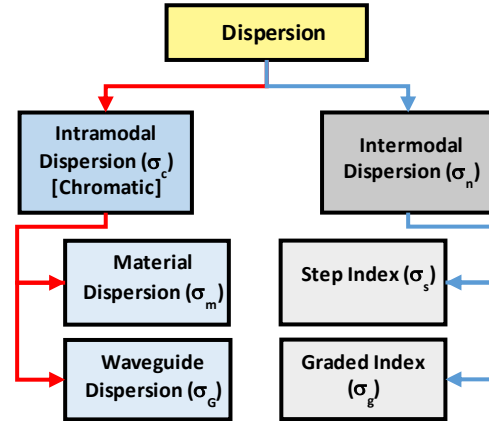 Dispersion
Intramodal
Dispersion (σc)
[Chromatic]
Intermodal
Dispersion (σn)
Material
Dispersion (σm)
Step Index (σs)
Waveguide
Dispersion (σG)
Graded Index
(σg)